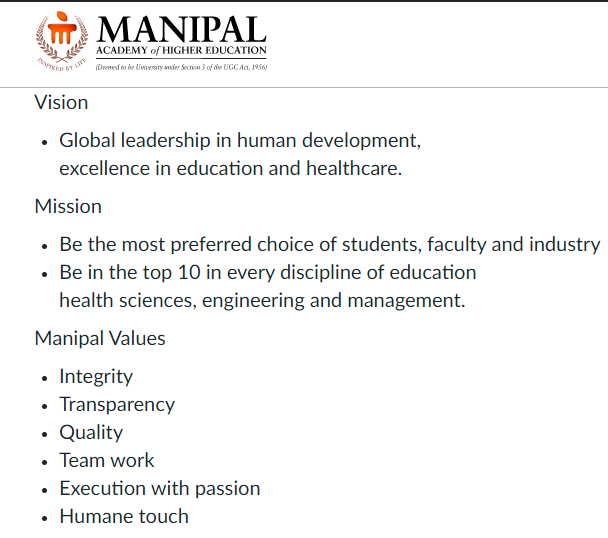 MANIPAL
ACADEMY of HIGHER EDUCATION
(Deemed to be University under Section 3 of the UGC Act, 1956)
INSPIRED BY LIFE
Vision
• Global leadership in human development,
excellence in education and healthcare.
Mission
• Be the most preferred choice of students, faculty and industry
• Be in the top 10 in every discipline of education
health sciences, engineering and management.
Manipal Values
• Integrity
• Transparency
• Quality
• Team work
• Execution with passion
• Humane touch